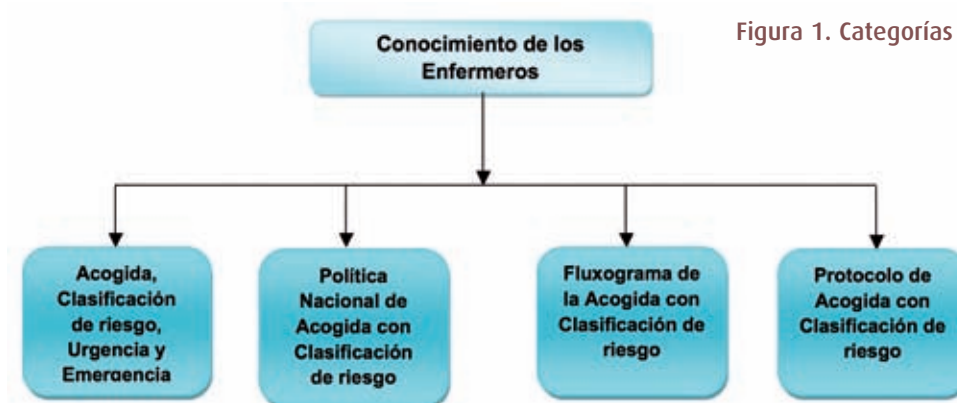 Figura 1. Categorías
Conocimiento de los
Enfermeros
Acogida,
Clasificación
de riesgo,
Urgencia y
Emergencia
Política
Nacional de
Acogida con
Clasificación
de riesgo
Fluxograma de
la Acogida con
Clasificación de
riesgo
Protocolo de
Acogida con
Clasificación de
riesgo